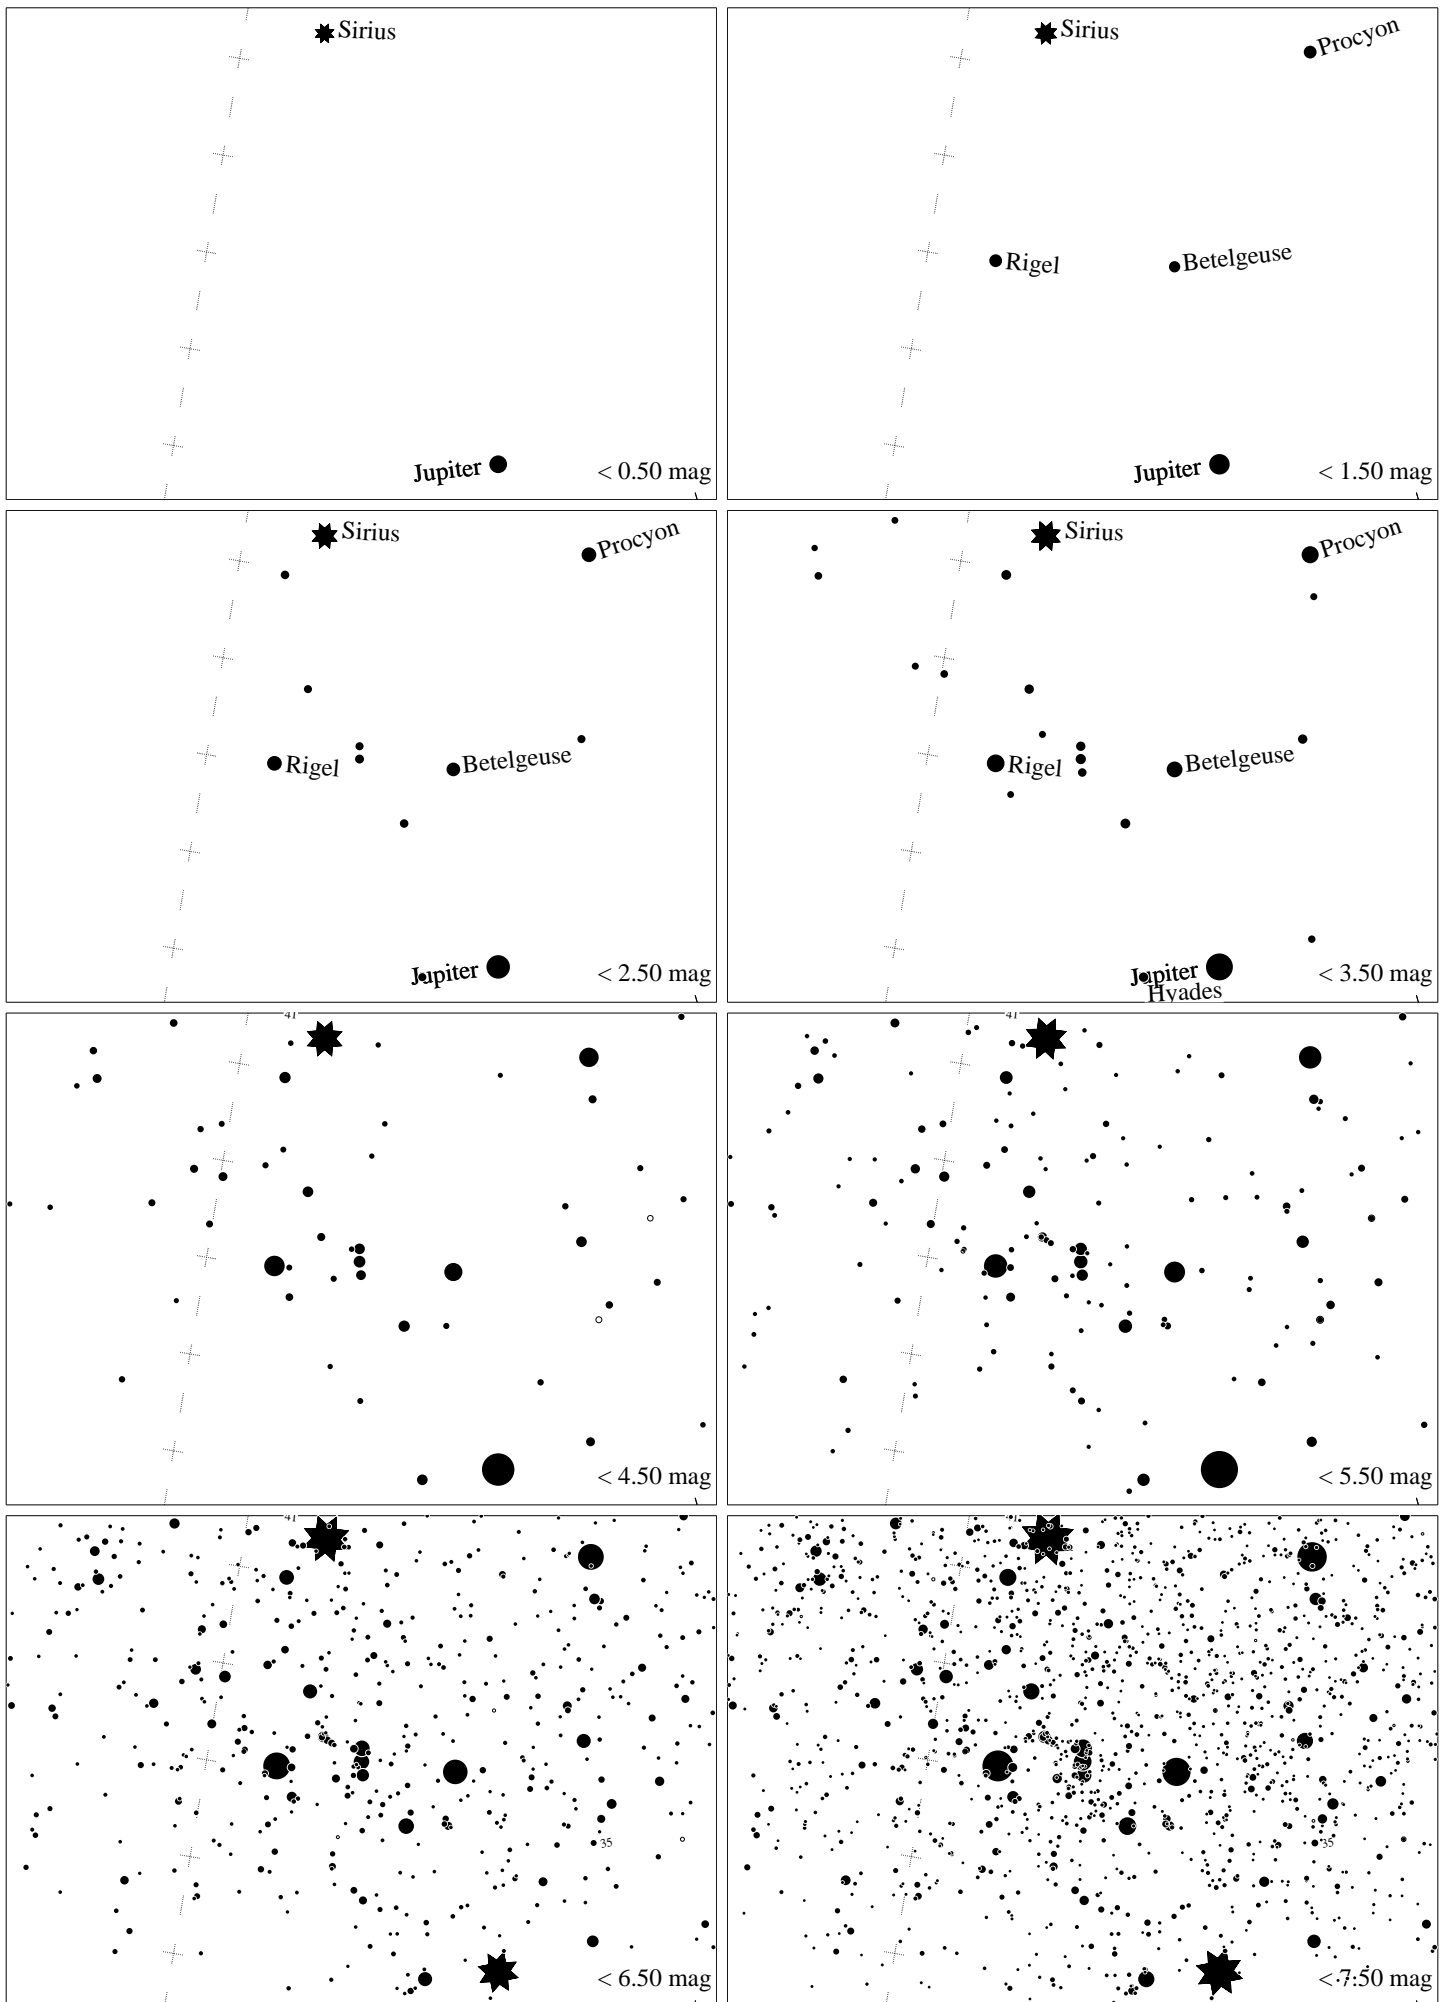 Sirius
Jupiter
< 0.50 mag
Sirius
Procyon
Rigel
Betelgeuse
Jupiter
< 1.50 mag
Sirius
Procyon
Rigel
Betelgeuse
Jupiter
< 2.50 mag
Sirius
Procyon
Rigel
Betelgeuse
Jupiter
Hyades
< 3.50 mag
41
< 4.50 mag
41
< 5.50 mag
41
35
< 6.50 mag
35
< 7.50 mag